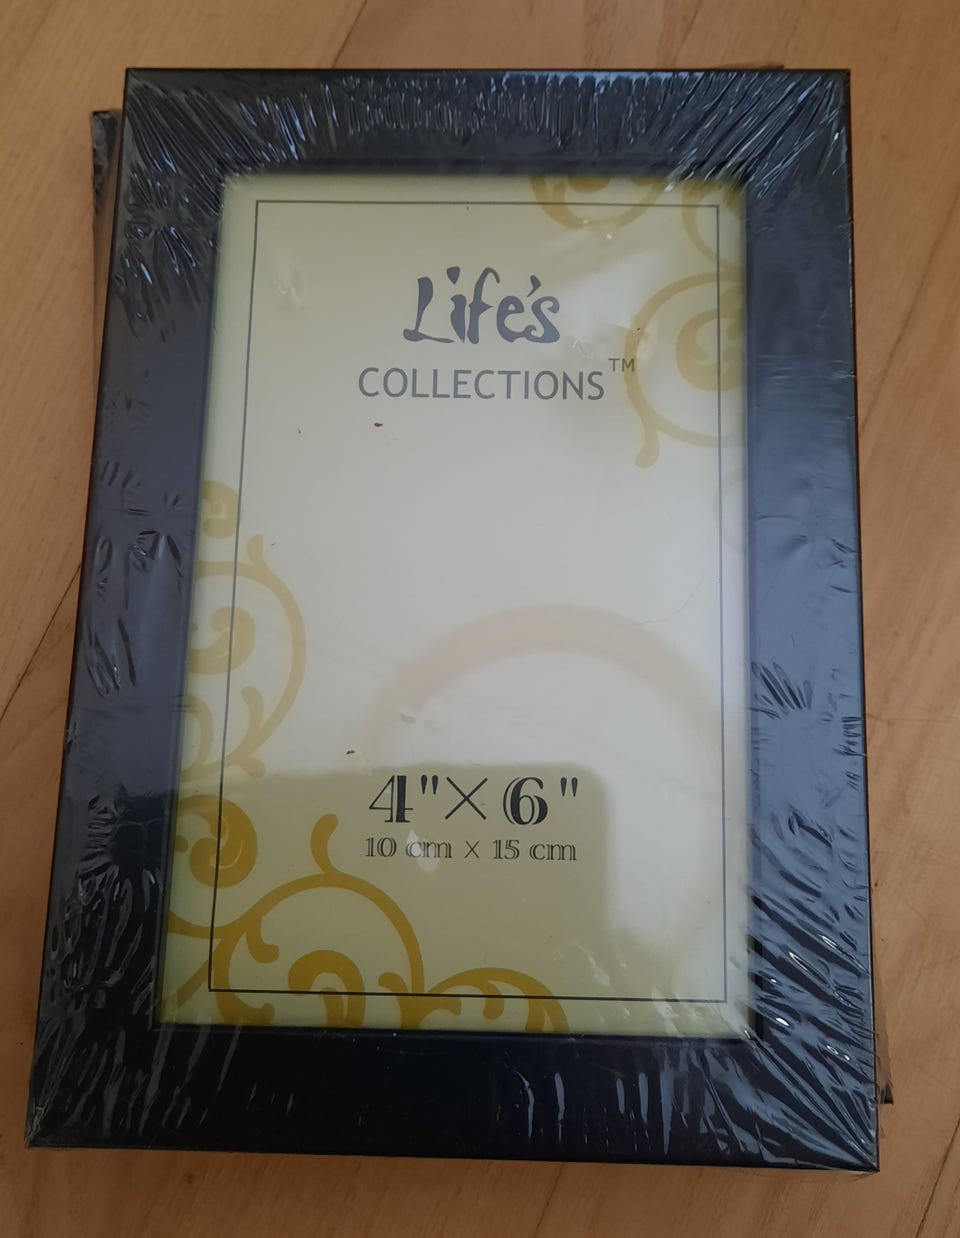 Life's
COLLECTIONS™
4"× 6"
10 cm × 15 cm